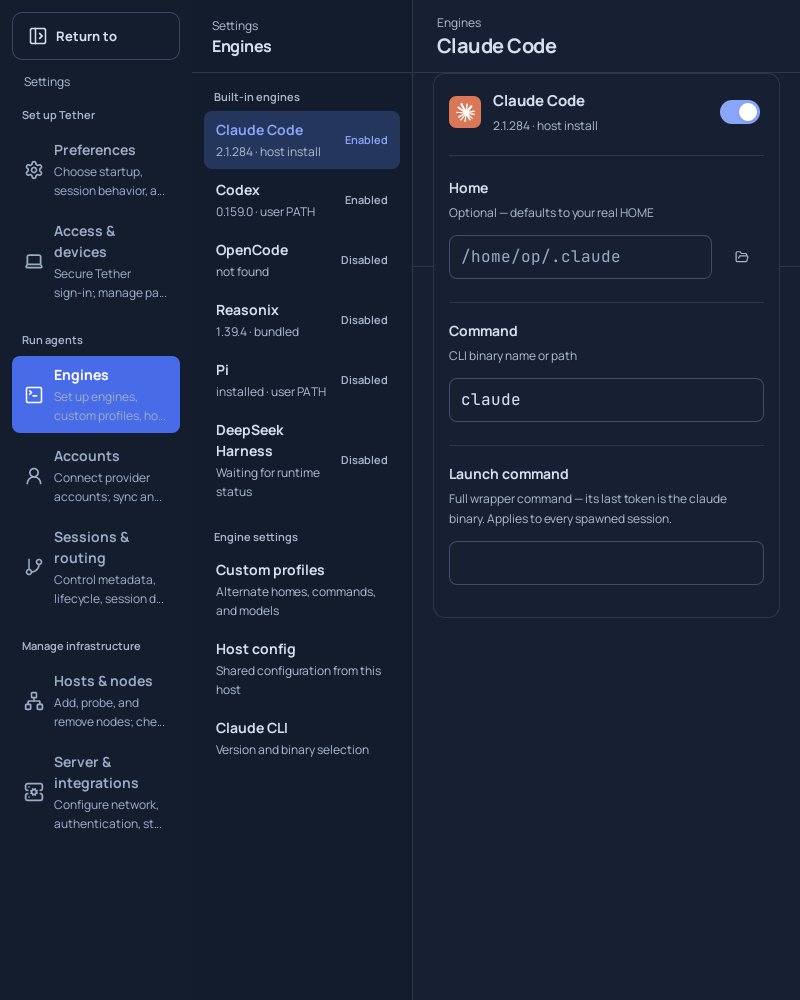 Return to
Settings
Set up Tether
Preferences
Choose startup,
session behavior, a...
Access &
devices
Secure Tether
sign-in; manage pa...
Run agents
Engines
Set up engines,
custom profiles, ho...
Accounts
Connect provider
accounts; sync an...
Sessions &
routing
Control metadata,
lifecycle, session d...
Manage infrastructure
Hosts & nodes
Add, probe, and
remove nodes; che...
Server &
integrations
Configure network,
authentication, st...
Settings
Engines
Built-in engines
Claude Code
2.1.284 · host install
Enabled
Codex
0.159.0 · user PATH
Enabled
OpenCode
not found
Disabled
Reasonix
1.39.4 · bundled
Disabled
Pi
installed · user PATH
Disabled
DeepSeek
Harness
Waiting for runtime
status
Disabled
Engine settings
Custom profiles
Alternate homes, commands,
and models
Host config
Shared configuration from this
host
Claude CLI
Version and binary selection
Engines
Claude Code
Claude Code
2.1.284 · host install
Home
Optional — defaults to your real HOME
/home/op/.claude
Command
CLI binary name or path
claude
Launch command
Full wrapper command — its last token is the claude
binary. Applies to every spawned session.